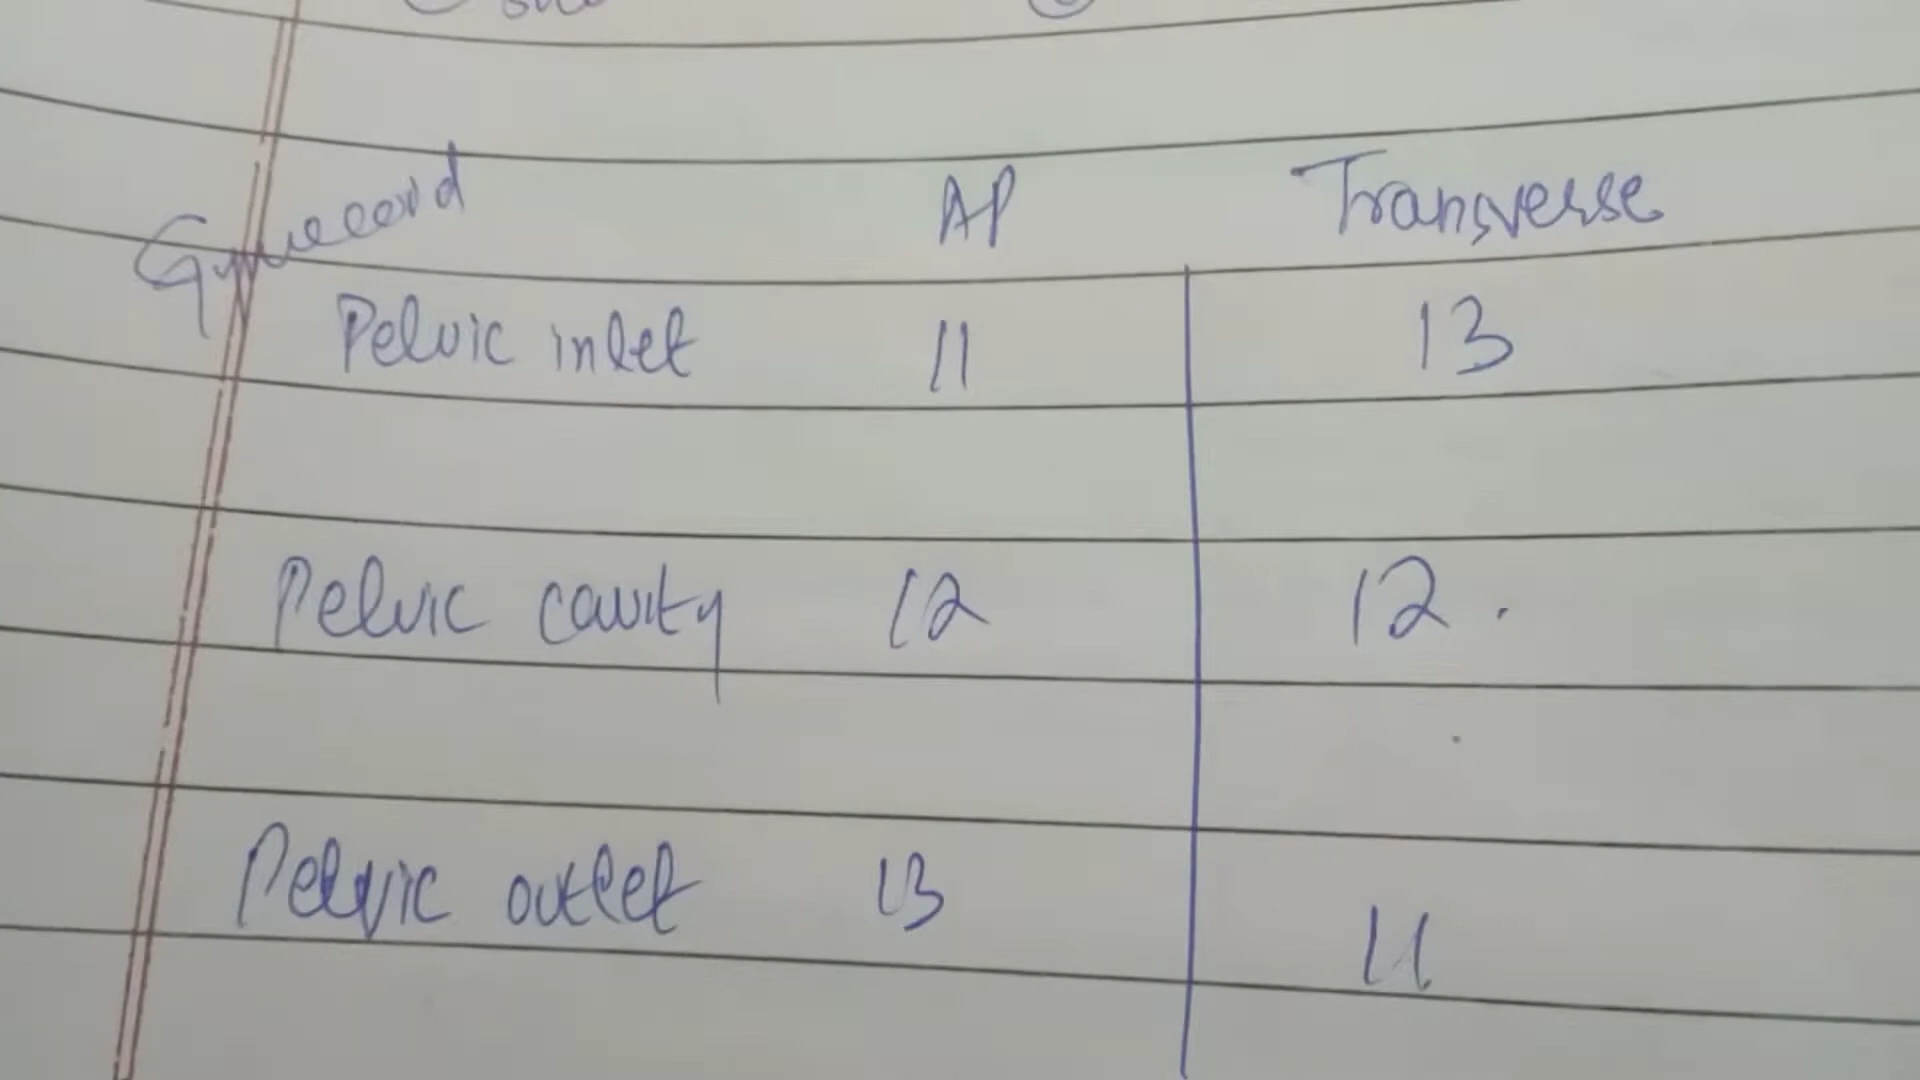 Gynecoid AP Transverse
Pelvic inlet 11 13
Pelvic cavity 12 12.
Pelvic outlet 13 11